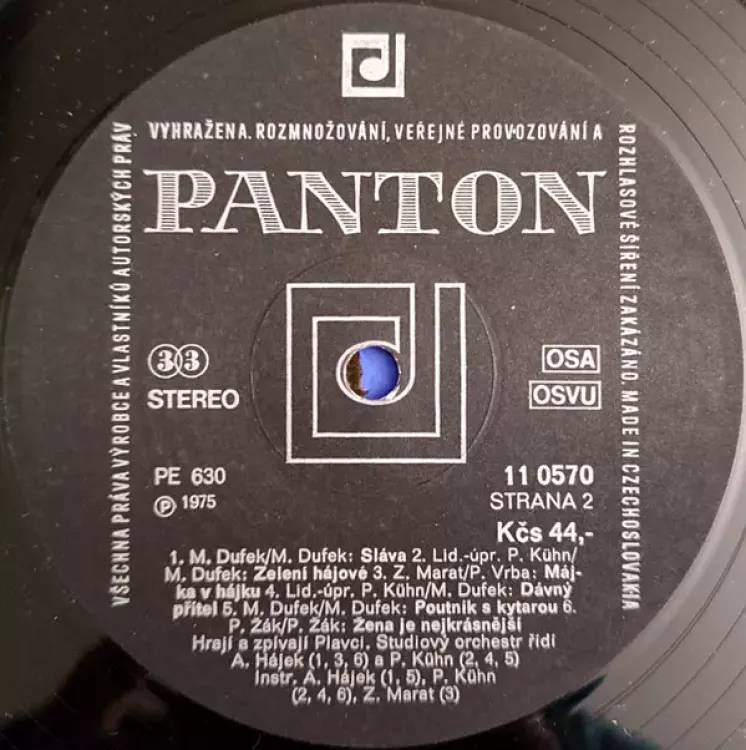 VŠECHNA PRÁVA VÝROBCE A VLASTNÍKŮ AUTORSKÝCH PRÁV
VYHRAŽENA. ROZMNOŽOVÁNÍ, VEŘEJNÉ PROVOZOVÁNÍ A
ROZHLASOVÉ ŠÍŘENÍ ZAKÁZÁNO. MADE IN CZECHOSLOVAKIA
PANTON
33
STEREO
OSA
OSVU
PE 630
℗ 1975
11 0570
STRANA 2
Kčs 44,-
1. M. Dufek/M. Dufek: Sláva 2. Lid.-úpr. P. Kühn/
M. Dufek: Zelení hájové 3. Z. Marat/P. Vrba: Máj-
ka v hájku 4. Lid.-úpr. P. Kühn/M. Dufek: Dávný
přítel 5. M. Dufek/M. Dufek: Poutník s kytarou 6.
P. Žák/P. Žák: Žena je nejkrásnější
Hrají a zpívají Plavci. Studiový orchestr řídí
A. Hájek (1, 3, 6) a P. Kühn (2, 4, 5)
Instr. A. Hájek (1, 5), P. Kühn
(2, 4, 6), Z. Marat (3)